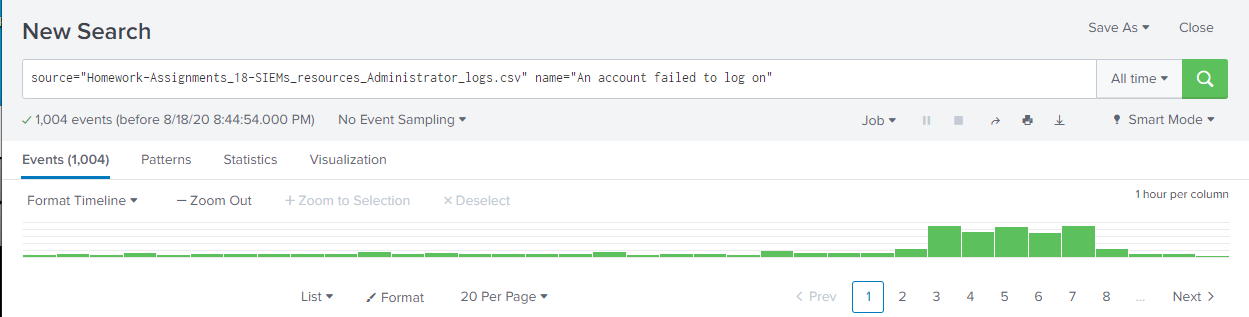 New Search
Save As Close
source="Homework-Assignments_18-SIEMs_resources_Administrator_logs.csv" name="An account failed to log on"
All time
1,004 events (before 8/18/20 8:44:54.000 PM) No Event Sampling
Job
Smart Mode
Events (1,004) Patterns Statistics Visualization
Format Timeline — Zoom Out + Zoom to Selection × Deselect
1 hour per column
List Format 20 Per Page
< Prev 1 2 3 4 5 6 7 8 ... Next >